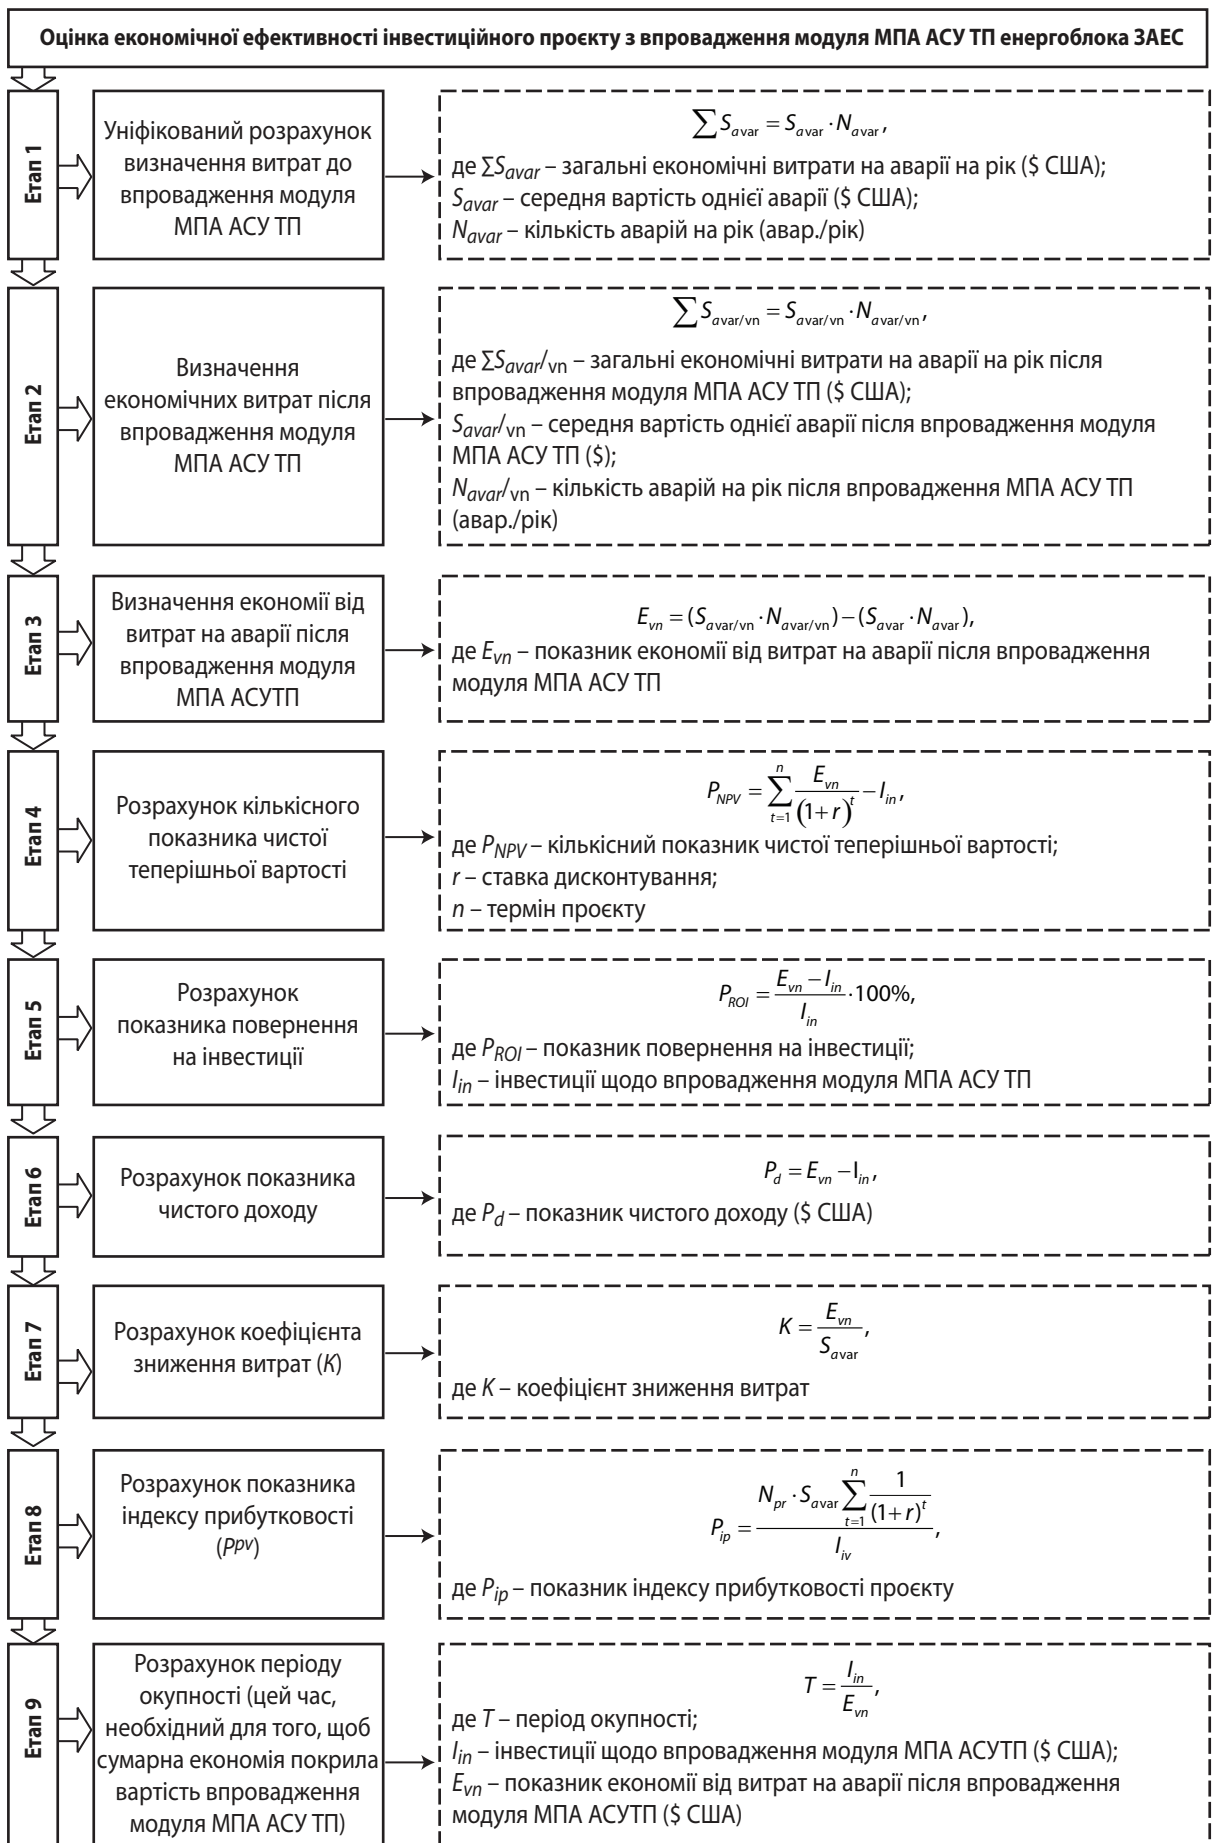 Оцінка економічної ефективності інвестиційного проєкту з впровадження модуля МПА АСУ ТП енергоблока ЗАЕС
Етап 1
Уніфікований розрахунок
визначення витрат до
впровадження модуля
МПА АСУ ТП
∑S_avar = S_avar · N_avar,
де ∑S_avar – загальні економічні витрати на аварії на рік ($ США);
S_avar – середня вартість однієї аварії ($ США);
N_avar – кількість аварій на рік (авар./рік)
Етап 2
Визначення
економічних витрат після
впровадження модуля
МПА АСУ ТП
∑S_avar/vn = S_avar/vn · N_avar/vn,
де ∑S_avar/vn – загальні економічні витрати на аварії на рік після
впровадження модуля МПА АСУ ТП ($ США);
S_avar/vn – середня вартість однієї аварії після впровадження модуля
МПА АСУ ТП ($);
N_avar/vn – кількість аварій на рік після впровадження МПА АСУ ТП
(авар./рік)
Етап 3
Визначення економії від
витрат на аварії після
впровадження модуля
МПА АСУТП
E_vn = (S_avar/vn · N_avar/vn) – (S_avar · N_avar),
де E_vn – показник економії від витрат на аварії після впровадження
модуля МПА АСУ ТП
Етап 4
Розрахунок кількісного
показника чистої
теперішньої вартості
P_NPV = ∑_{t=1}^{n} E_vn / (1+r)^t – I_in,
де P_NPV – кількісний показник чистої теперішньої вартості;
r – ставка дисконтування;
n – термін проєкту
Етап 5
Розрахунок
показника повернення
на інвестиції
P_ROI = (E_vn – I_in) / I_in · 100%,
де P_ROI – показник повернення на інвестиції;
I_in – інвестиції щодо впровадження модуля МПА АСУ ТП
Етап 6
Розрахунок показника
чистого доходу
P_d = E_vn – I_in,
де P_d – показник чистого доходу ($ США)
Етап 7
Розрахунок коефіцієнта
зниження витрат (К)
K = E_vn / S_avar,
де K – коефіцієнт зниження витрат
Етап 8
Розрахунок показника
індексу прибутковості
(P^pv)
P_ip = (N_pr · S_avar ∑_{t=1}^{n} 1 / (1+r)^t) / I_iv,
де P_ip – показник індексу прибутковості проєкту
Етап 9
Розрахунок періоду
окупності (цей час,
необхідний для того, щоб
сумарна економія покрила
вартість впровадження
модуля МПА АСУ ТП)
T = I_in / E_vn,
де T – період окупності;
I_in – інвестиції щодо впровадження модуля МПА АСУТП ($ США);
E_vn – показник економії від витрат на аварії після впровадження
модуля МПА АСУТП ($ США)